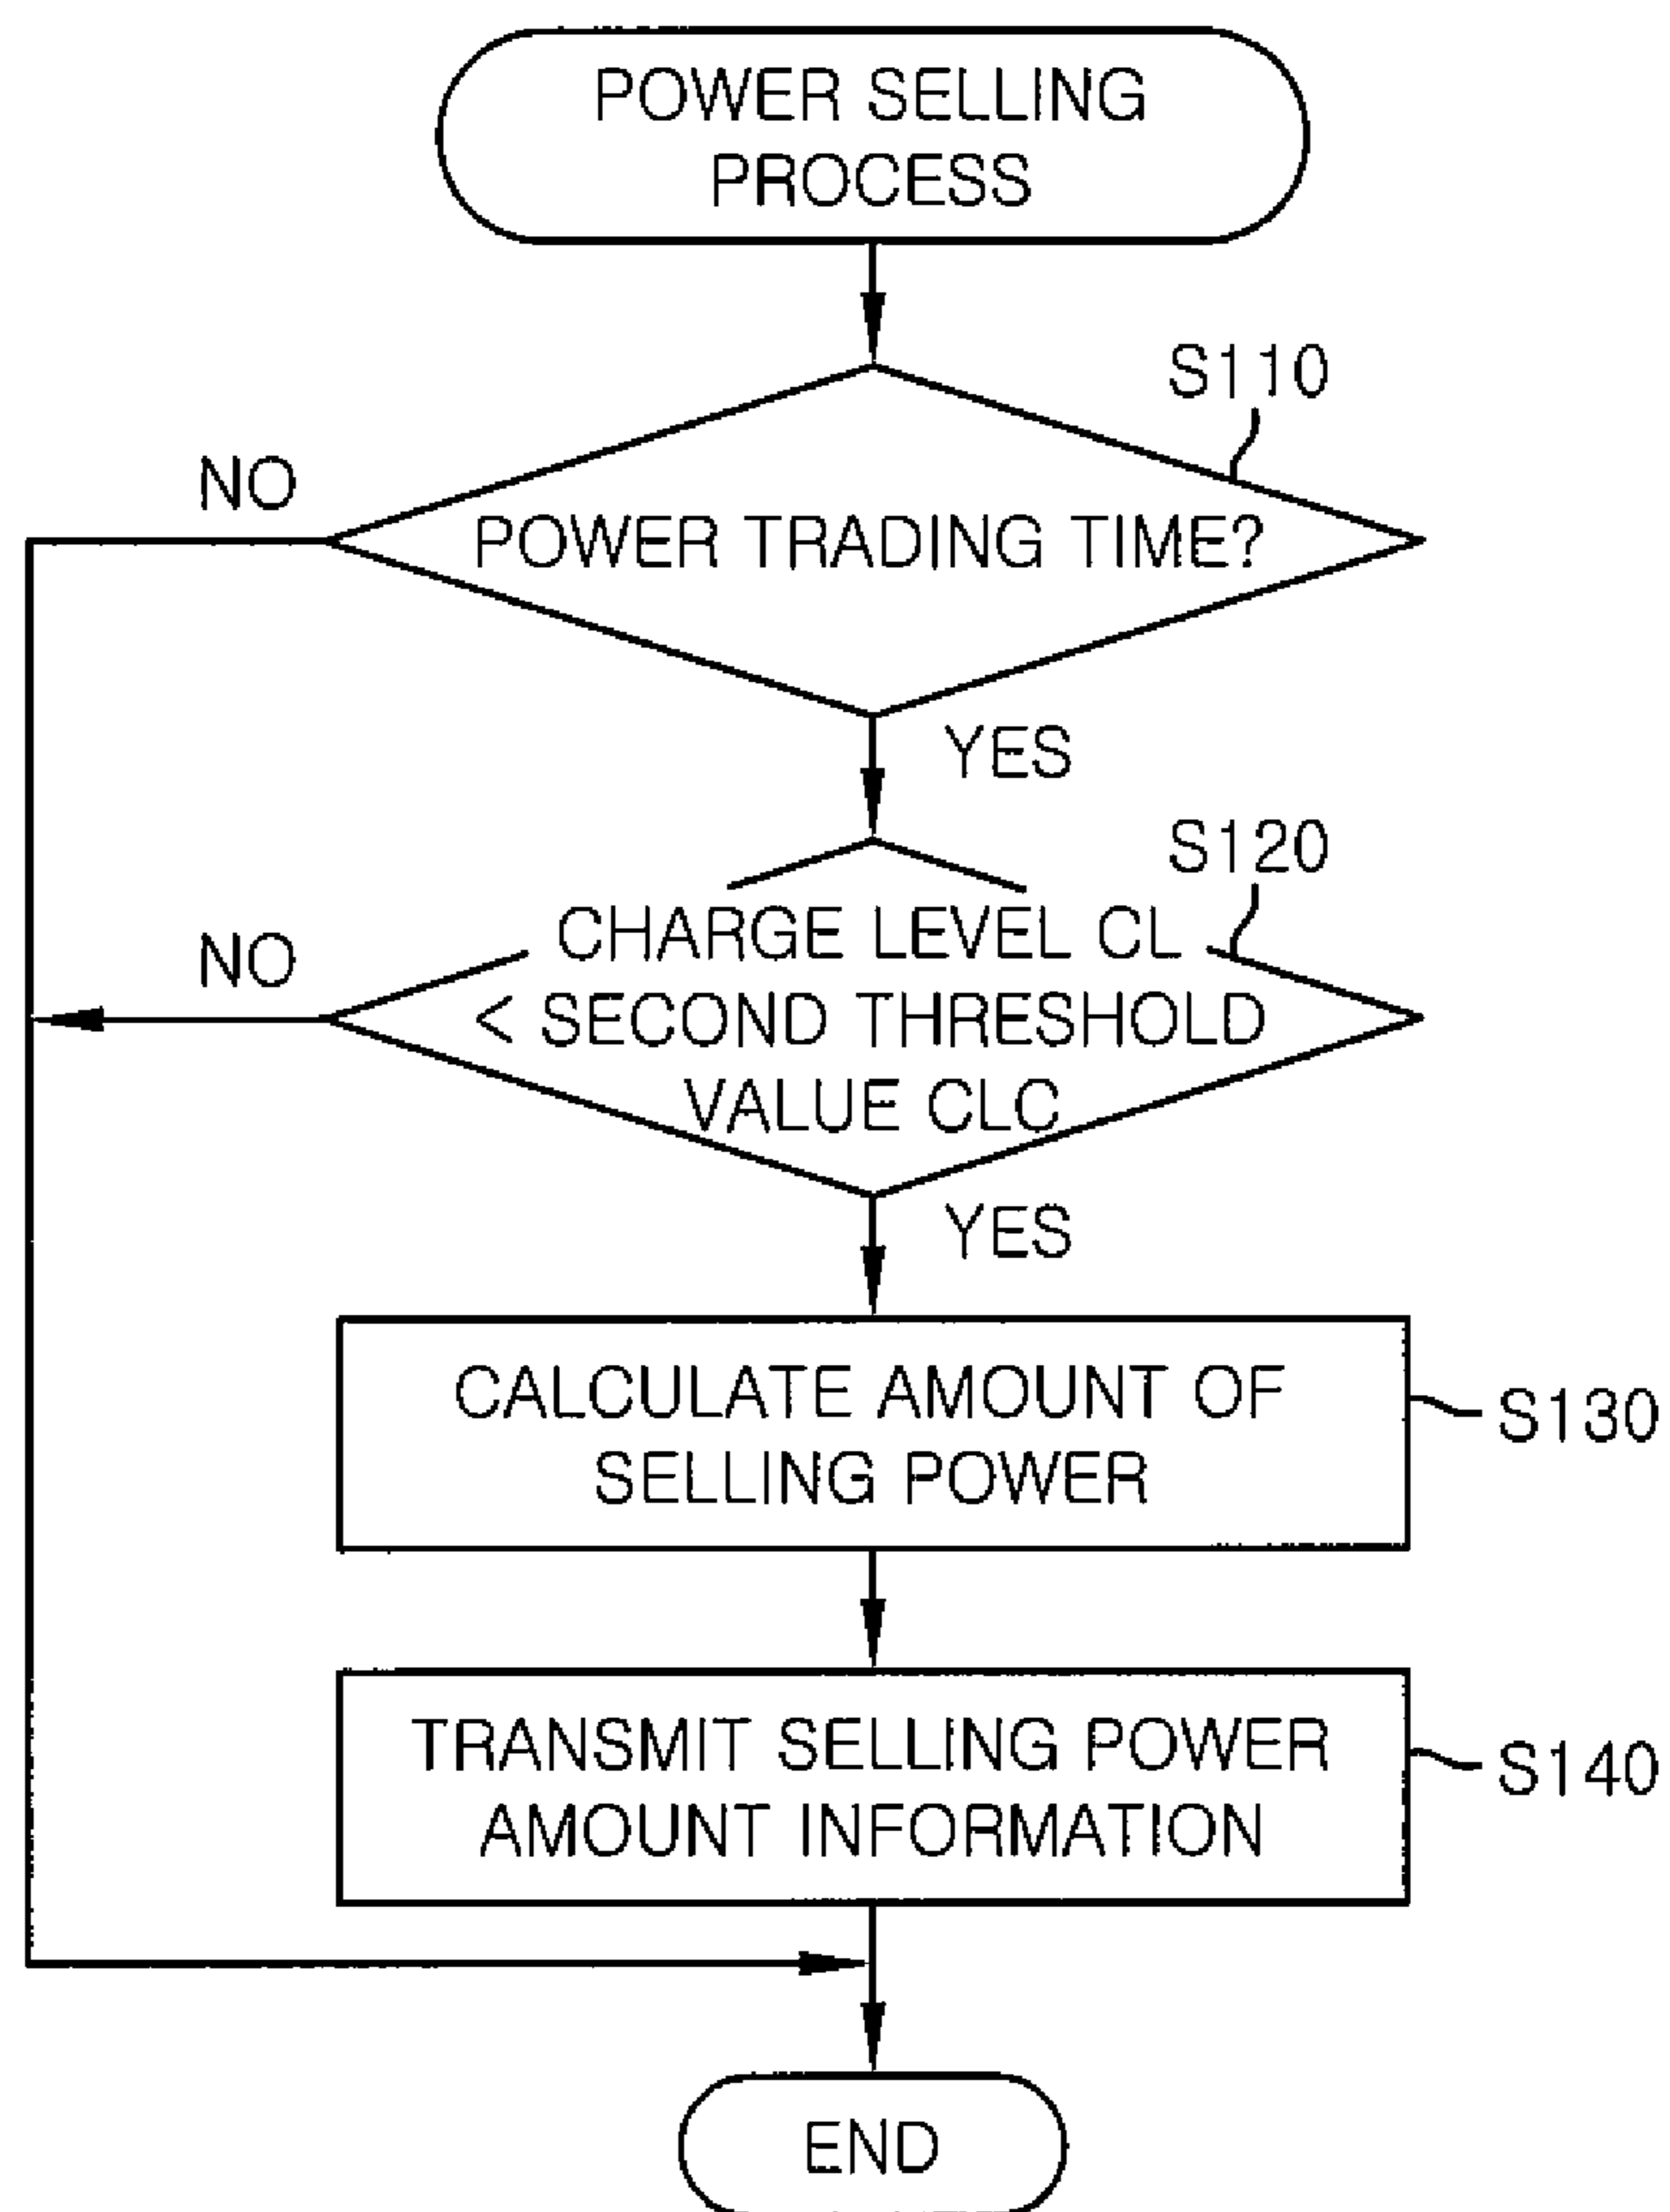 POWER SELLING
PROCESS
S110
NO
POWER TRADING TIME?
YES
S120
NO
CHARGE LEVEL CL
< SECOND THRESHOLD
VALUE CLC
YES
CALCULATE AMOUNT OF
SELLING POWER
S130
TRANSMIT SELLING POWER
AMOUNT INFORMATION
S140
END